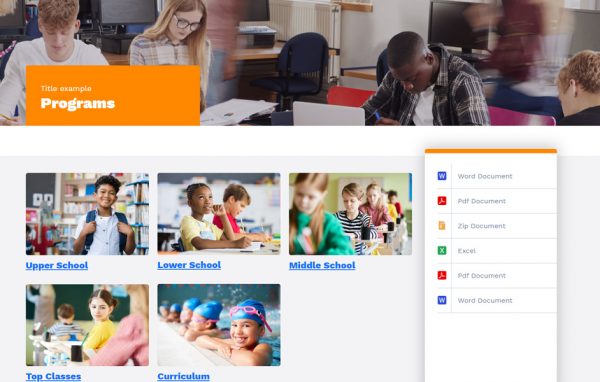 Title example
Programs
Upper School
Lower School
Middle School
Top Classes
Curriculum
W Word Document
Pdf Document
Zip Document
X Excel
Pdf Document
W Word Document